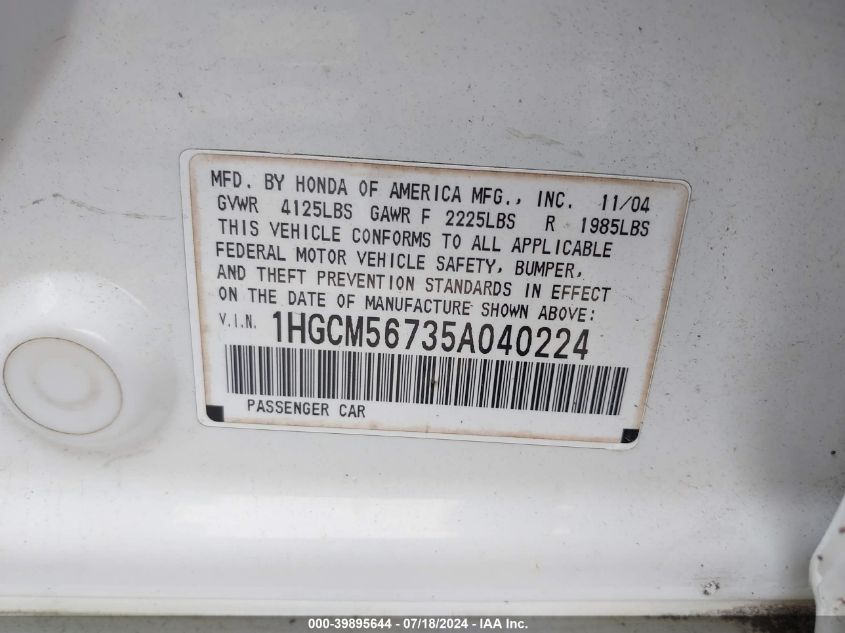 MFD. BY HONDA OF AMERICA MFG., INC. 11/04
GVWR 4125LBS GAWR F 2225LBS R 1985LBS
THIS VEHICLE CONFORMS TO ALL APPLICABLE
FEDERAL MOTOR VEHICLE SAFETY, BUMPER,
AND THEFT PREVENTION STANDARDS IN EFFECT
ON THE DATE OF MANUFACTURE SHOWN ABOVE:
V.I.N. 1HGCM56735A040224
PASSENGER CAR
000-39895644 - 07/18/2024 - IAA Inc.